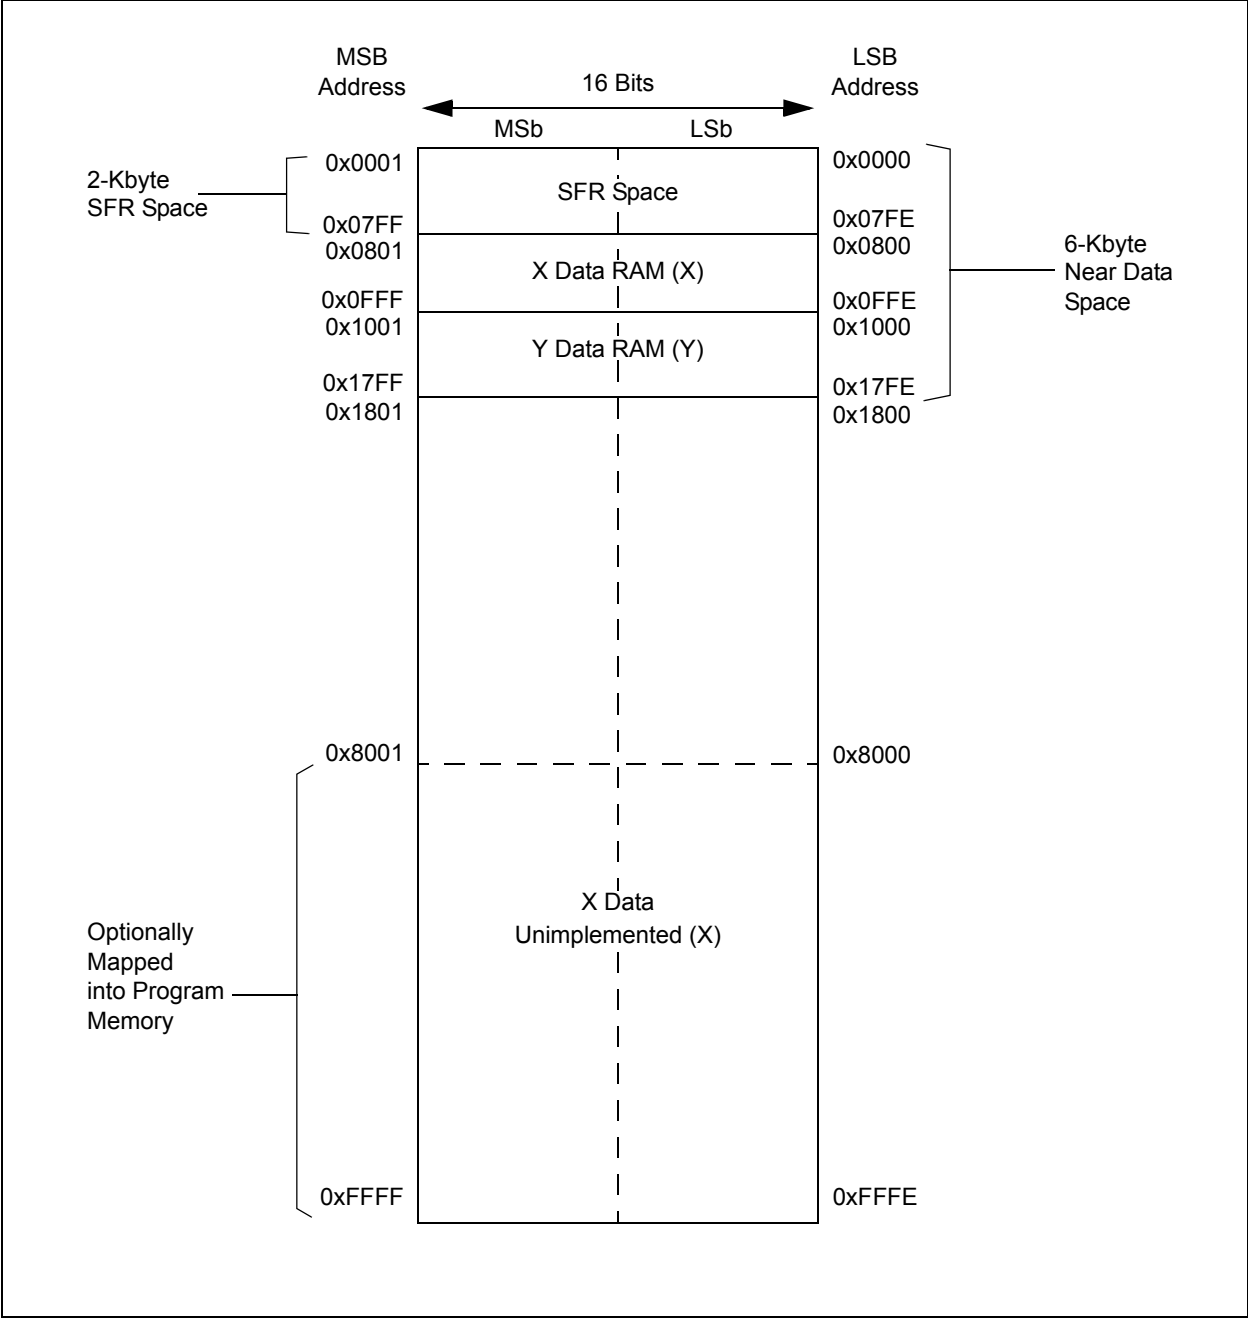 MSB
Address
LSB
Address
16 Bits
MSb
LSb
0x0001
0x0000
2-Kbyte
SFR Space
SFR Space
0x07FF
0x07FE
0x0801
0x0800
6-Kbyte
Near Data
Space
X Data RAM (X)
0x0FFF
0x0FFE
0x1001
0x1000
Y Data RAM (Y)
0x17FF
0x17FE
0x1801
0x1800
0x8001
0x8000
X Data
Unimplemented (X)
Optionally
Mapped
into Program
Memory
0xFFFF
0xFFFE